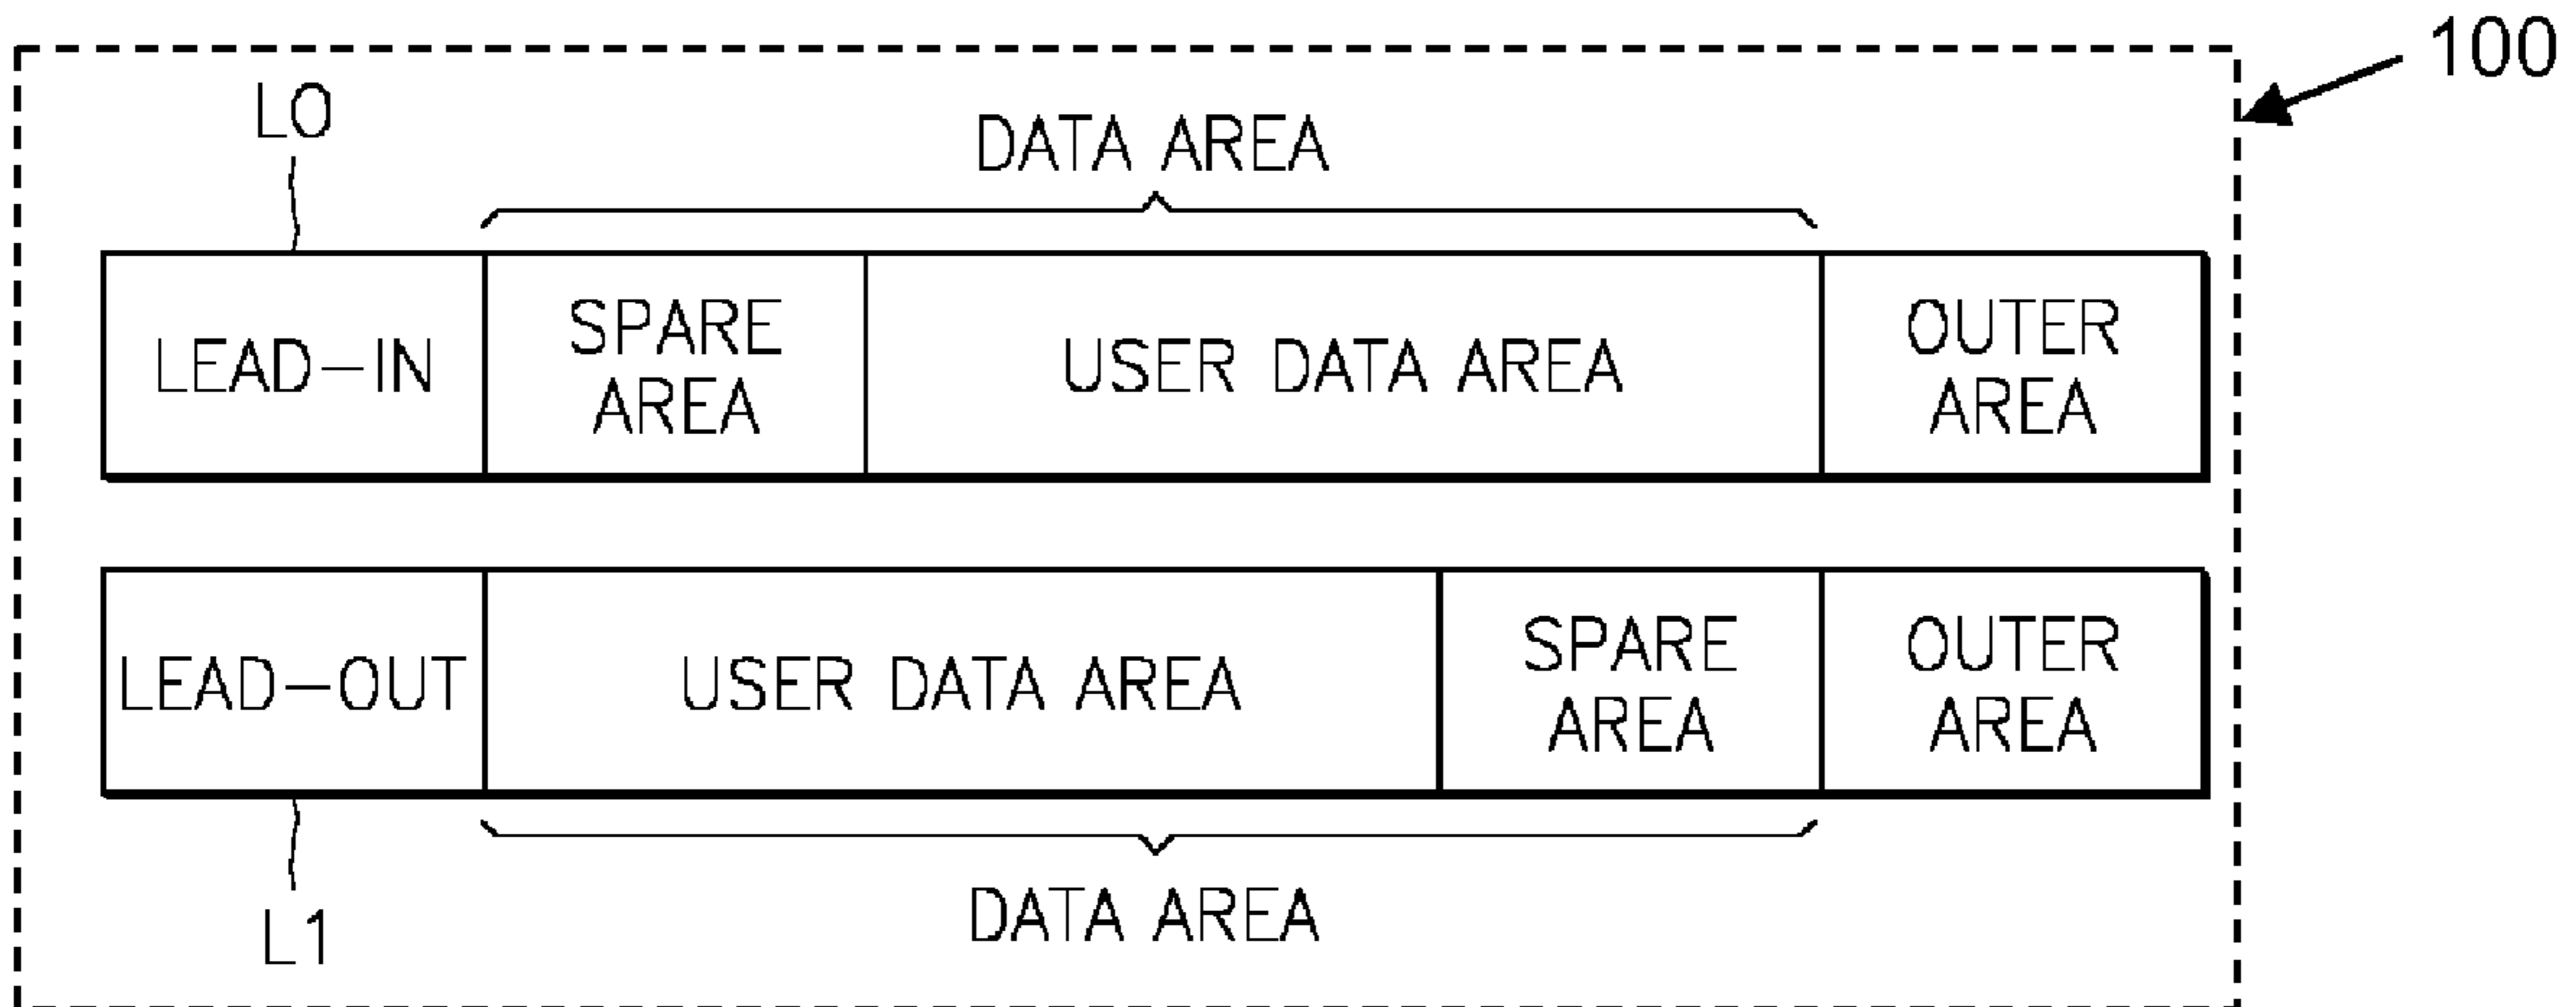 100
L0
DATA AREA
LEAD-IN
SPARE
AREA
USER DATA AREA
OUTER
AREA
LEAD-OUT
USER DATA AREA
SPARE
AREA
OUTER
AREA
DATA AREA
L1